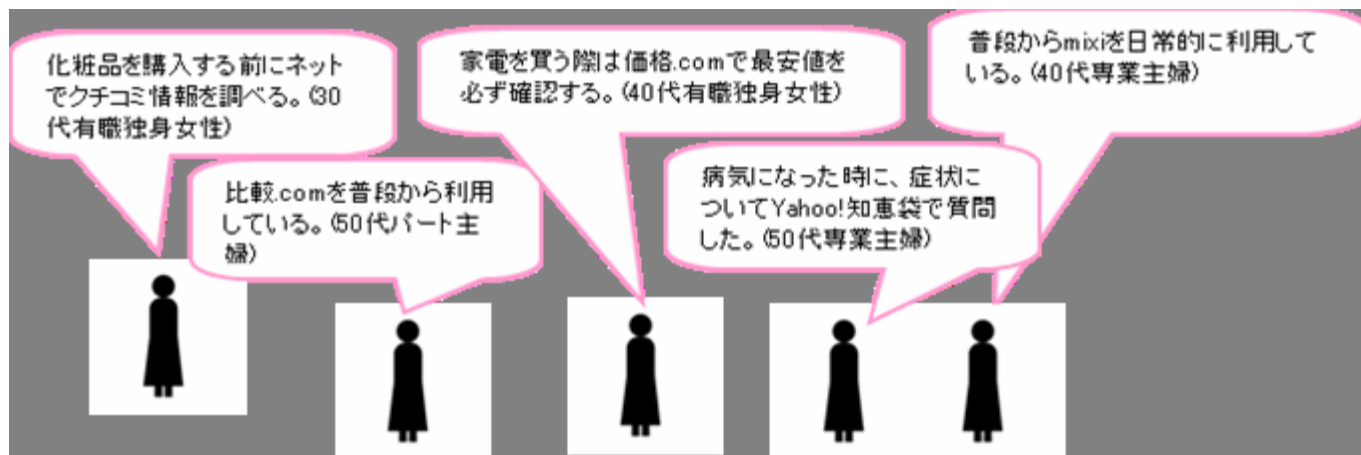 化粧品を購入する前にネット
でクチコミ情報を調べる。(30
代有職独身女性)
比較.comを普段から利用
している。(50代パート主
婦)
家電を買う際は価格.comで最安値を
必ず確認する。(40代有職独身女性)
病気になった時に、症状に
ついてYahoo!知恵袋で質問
した。(50代専業主婦)
普段からmixiを日常的に利用して
いる。(40代専業主婦)